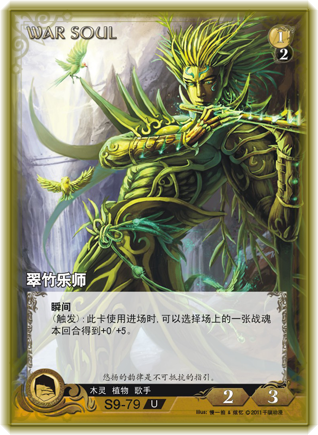 WAR SOUL
1
2
翠竹乐师
瞬间
（触发）：此卡使用进场时，可以选择场上的一张战魂
本回合得到+0/+5。
悠扬的韵律是不可抵抗的指引。
木灵 植物 歌手
S9-79 U
2 3